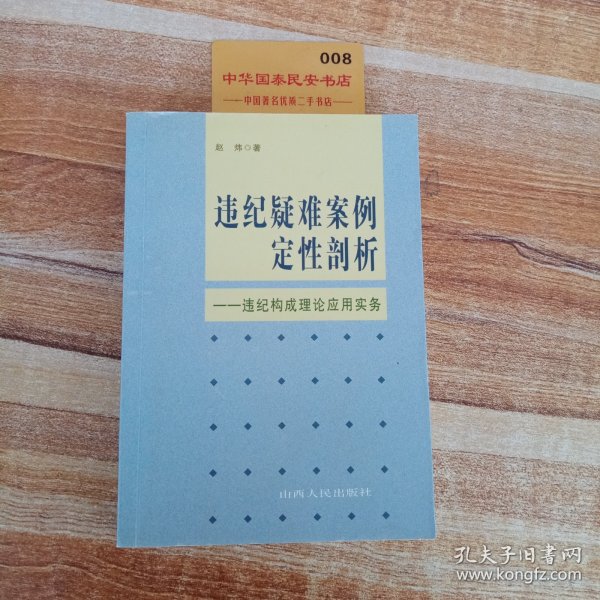 008
中华国泰民安书店
——中国著名优质二手书店——
赵 炜◇著
违纪疑难案例
定性剖析
——违纪构成理论应用实务
山西人民出版社
孔夫子旧书网
www.kongfz.com